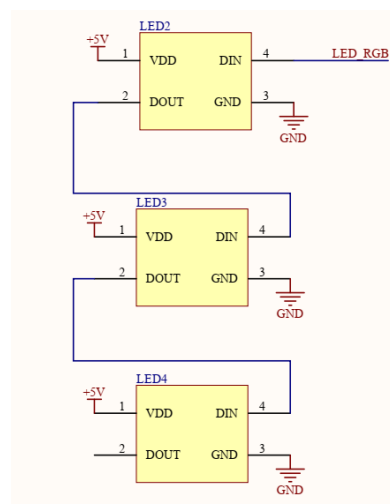 LED2
+5V 1 VDD DIN 4 LED_RGB
2 DOUT GND 3
GND
LED3
+5V 1 VDD DIN 4
2 DOUT GND 3
GND
LED4
+5V 1 VDD DIN 4
2 DOUT GND 3
GND